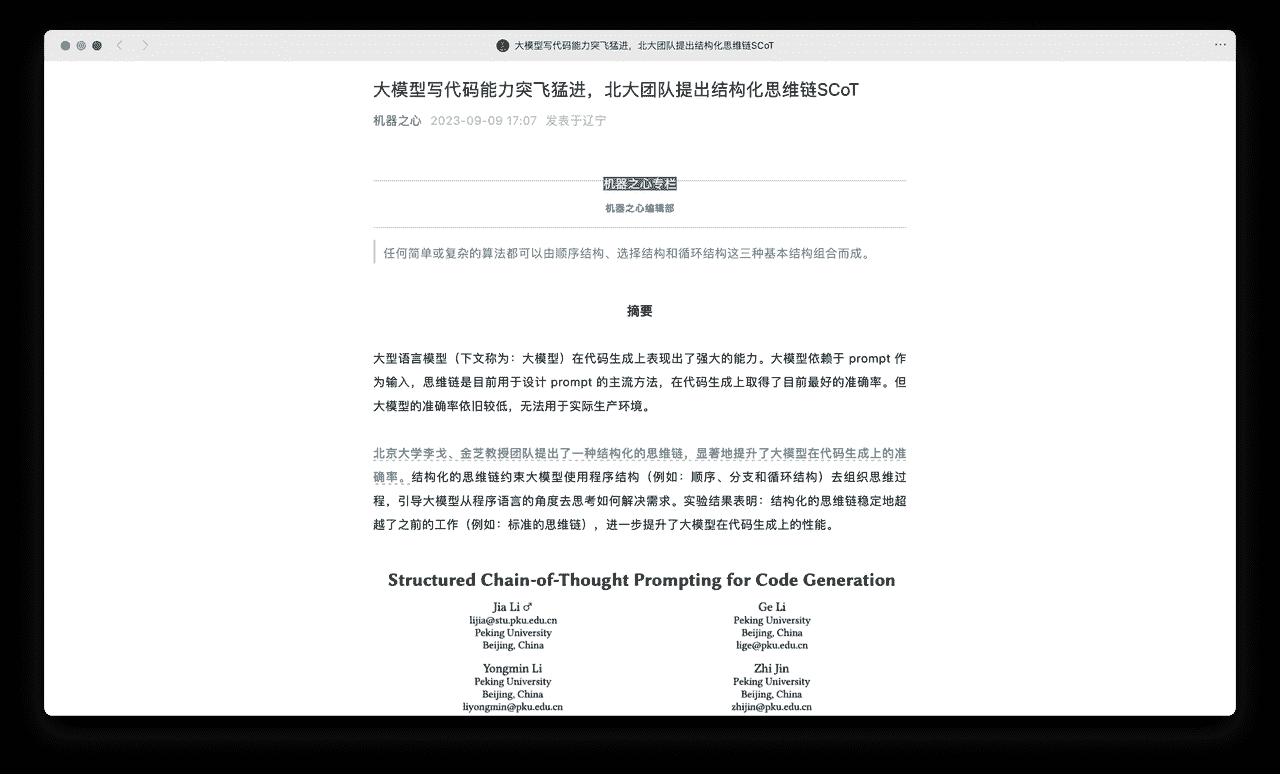 大模型写代码能力突飞猛进，北大团队提出结构化思维链SCoT
大模型写代码能力突飞猛进，北大团队提出结构化思维链SCoT
机器之心 2023-09-09 17:07 发表于辽宁
机器之心专栏
机器之心编辑部
任何简单或复杂的算法都可以由顺序结构、选择结构和循环结构这三种基本结构组合而成。
摘要
大型语言模型（下文称为：大模型）在代码生成上表现出了强大的能力。大模型依赖于 prompt 作
为输入，思维链是目前用于设计 prompt 的主流方法，在代码生成上取得了目前最好的准确率。但
大模型的准确率依旧较低，无法用于实际生产环境。
北京大学李戈、金芝教授团队提出了一种结构化的思维链，显著地提升了大模型在代码生成上的准
确率。结构化的思维链约束大模型使用程序结构（例如：顺序、分支和循环结构）去组织思维过
程，引导大模型从程序语言的角度去思考如何解决需求。实验结果表明：结构化的思维链稳定地超
越了之前的工作（例如：标准的思维链），进一步提升了大模型在代码生成上的性能。
Structured Chain-of-Thought Prompting for Code Generation
Jia Li ♂
lijia@stu.pku.edu.cn
Peking University
Beijing, China
Ge Li
Peking University
Beijing, China
lige@pku.edu.cn
Yongmin Li
Peking University
Beijing, China
liyongmin@pku.edu.cn
Zhi Jin
Peking University
Beijing, China
zhijin@pku.edu.cn